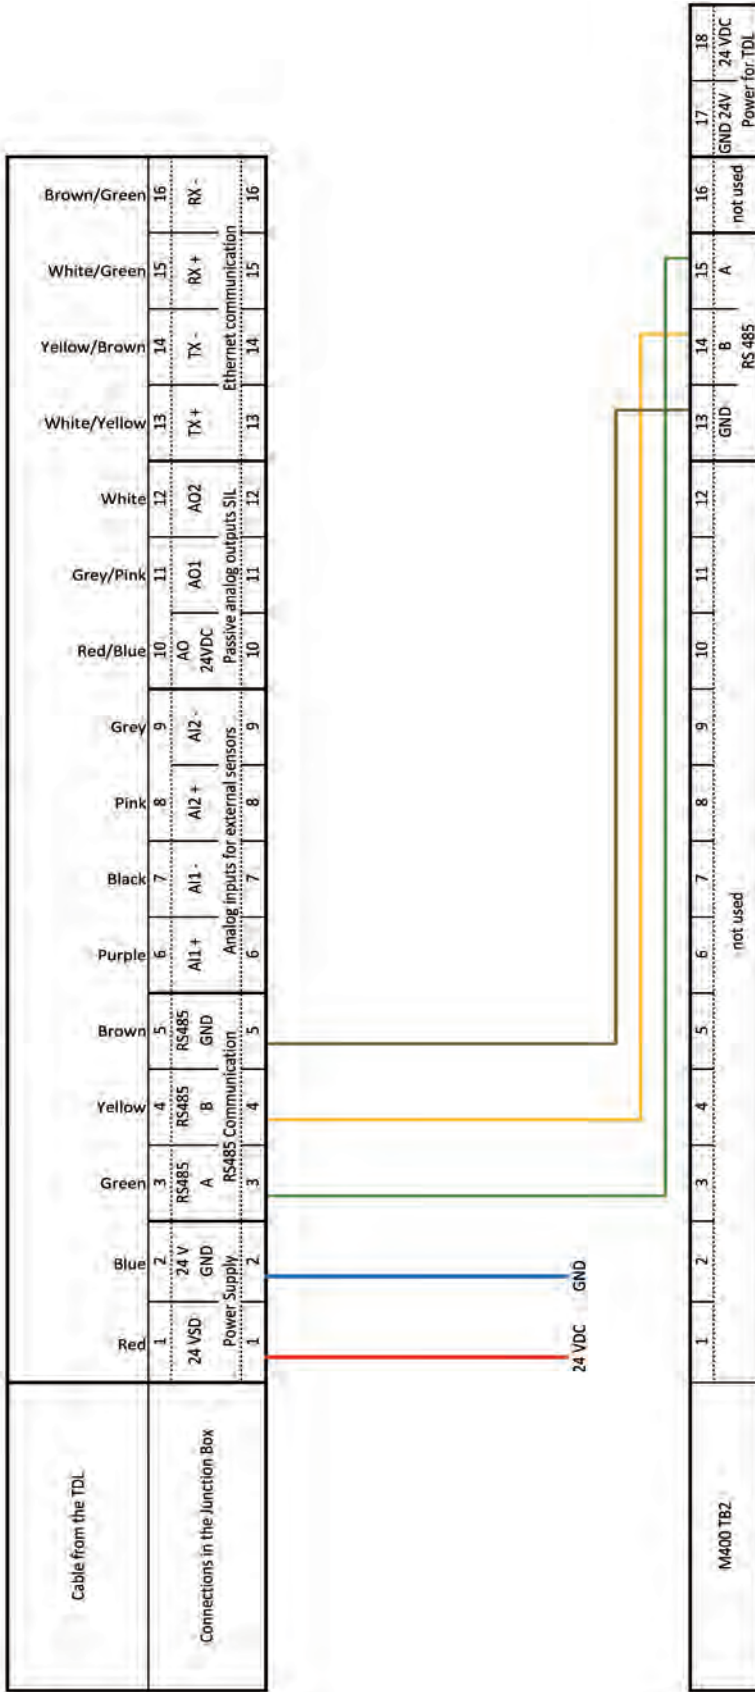 Cable from the TDL
Red
Blue
Green
Yellow
Brown
Purple
Black
Pink
Grey
Red/Blue
Grey/Pink
White
White/Yellow
Yellow/Brown
White/Green
Brown/Green
Connections in the Junction Box
1 2 3 4 5 6 7 8 9 10 11 12 13 14 15 16
24 VSD
24 V
GND
RS485
A
RS485
B
RS485
GND
AI1 +
AI1 -
AI2 +
AI2 -
AO
24VDC
AO1
AO2
TX +
TX -
RX +
RX -
Power Supply
RS485 Communication
Analog inputs for external sensors
Passive analog outputs SIL
Ethernet communication
1 2 3 4 5 6 7 8 9 10 11 12 13 14 15 16
24 VDC
GND
M400 TB2
1 2 3 4 5 6 7 8 9 10 11 12 13 14 15 16 17 18
GND
B
A
GND 24V
24 VDC
not used
RS 485
not used
Power for TDL